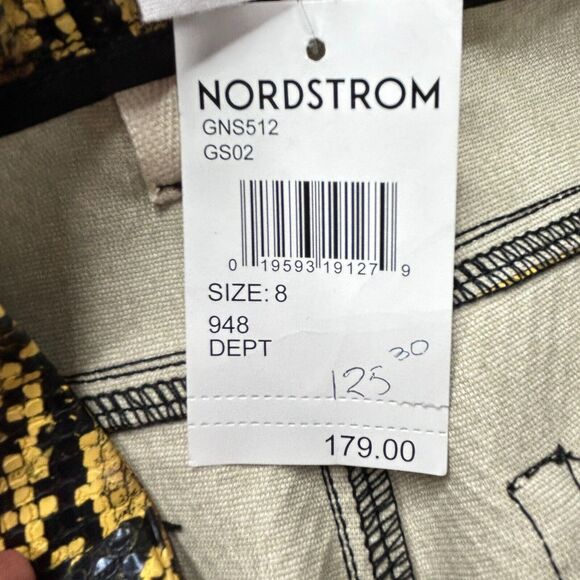 NORDSTROM
GNS512
GS02
0 19593 19127 9
SIZE: 8
948
DEPT
125 30
179.00